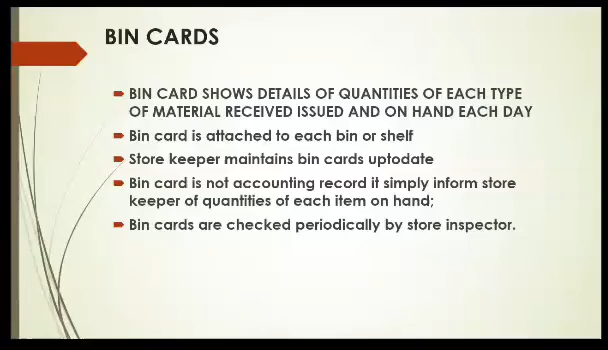 BIN CARDS
BIN CARD SHOWS DETAILS OF QUANTITIES OF EACH TYPE
OF MATERIAL RECEIVED ISSUED AND ON HAND EACH DAY
Bin card is attached to each bin or shelf
Store keeper maintains bin cards uptodate
Bin card is not accounting record it simply inform store
keeper of quantities of each item on hand;
Bin cards are checked periodically by store inspector.